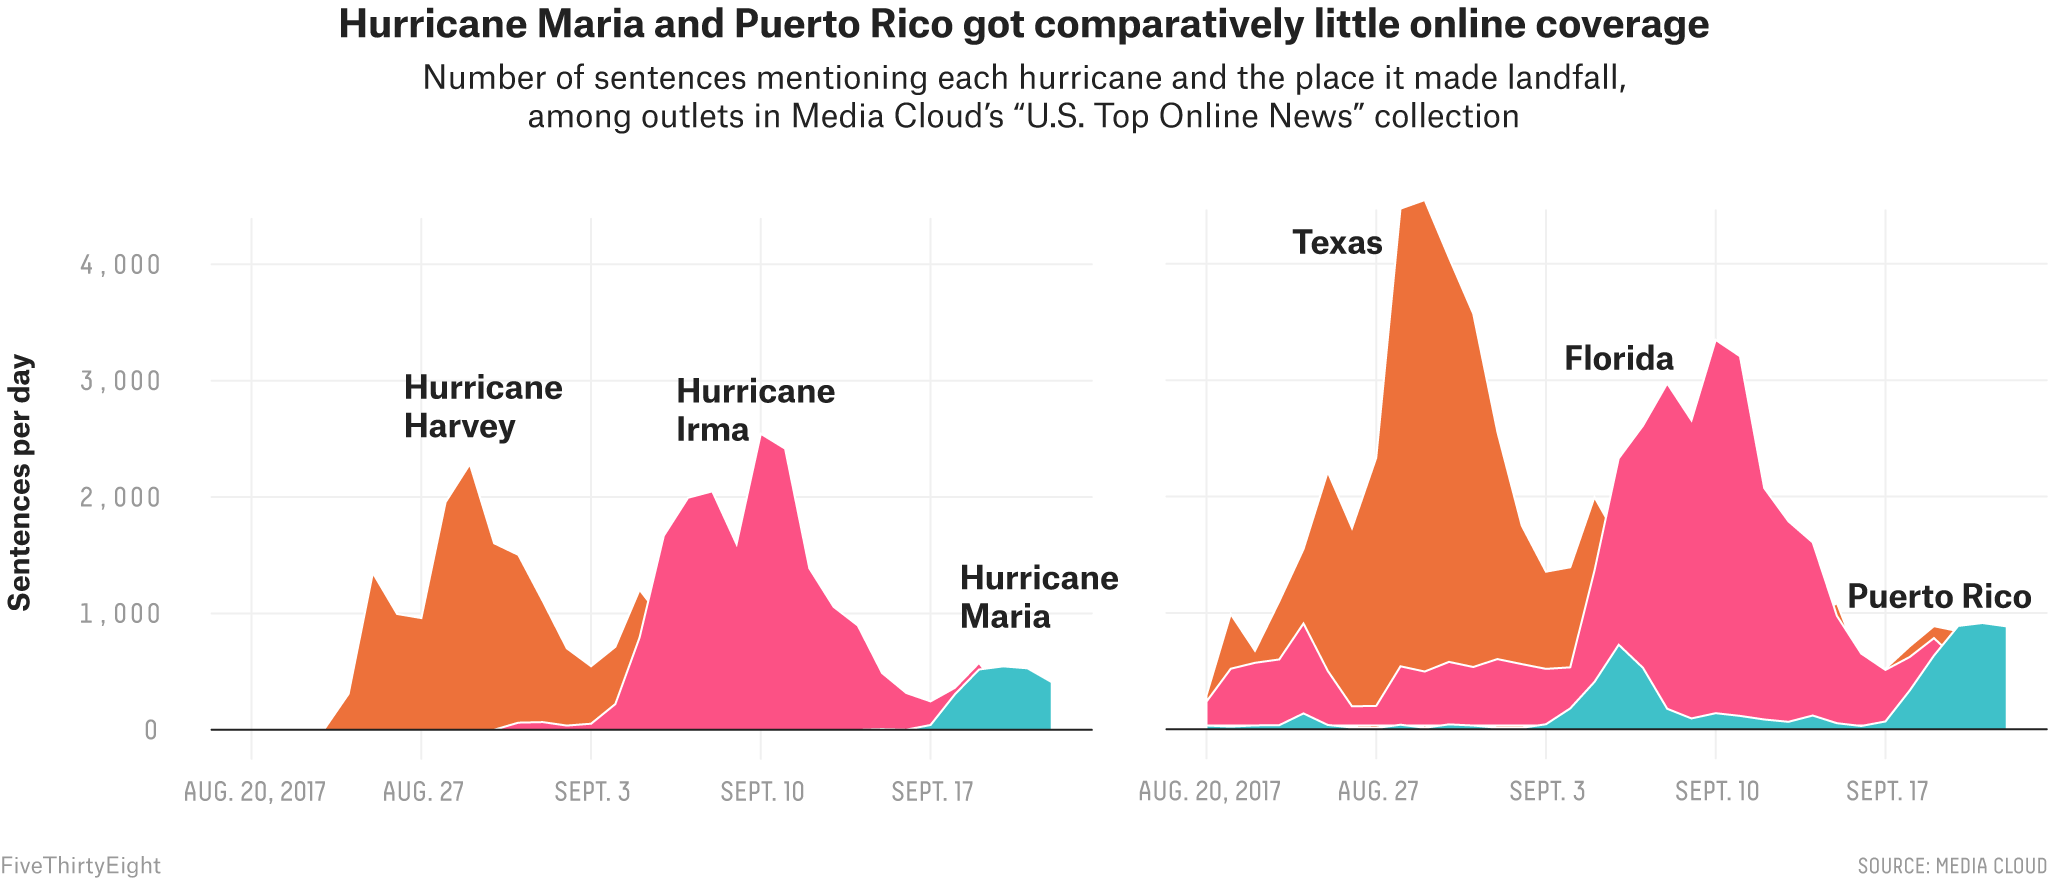 Hurricane Maria and Puerto Rico got comparatively little online coverage
Number of sentences mentioning each hurricane and the place it made landfall,
among outlets in Media Cloud’s “U.S. Top Online News” collection
Sentences per day
4,000
3,000
2,000
1,000
0
Hurricane
Harvey
Hurricane
Irma
Hurricane
Maria
AUG. 20, 2017
AUG. 27
SEPT. 3
SEPT. 10
SEPT. 17
Texas
Florida
Puerto Rico
AUG. 20, 2017
AUG. 27
SEPT. 3
SEPT. 10
SEPT. 17
FiveThirtyEight
SOURCE: MEDIA CLOUD